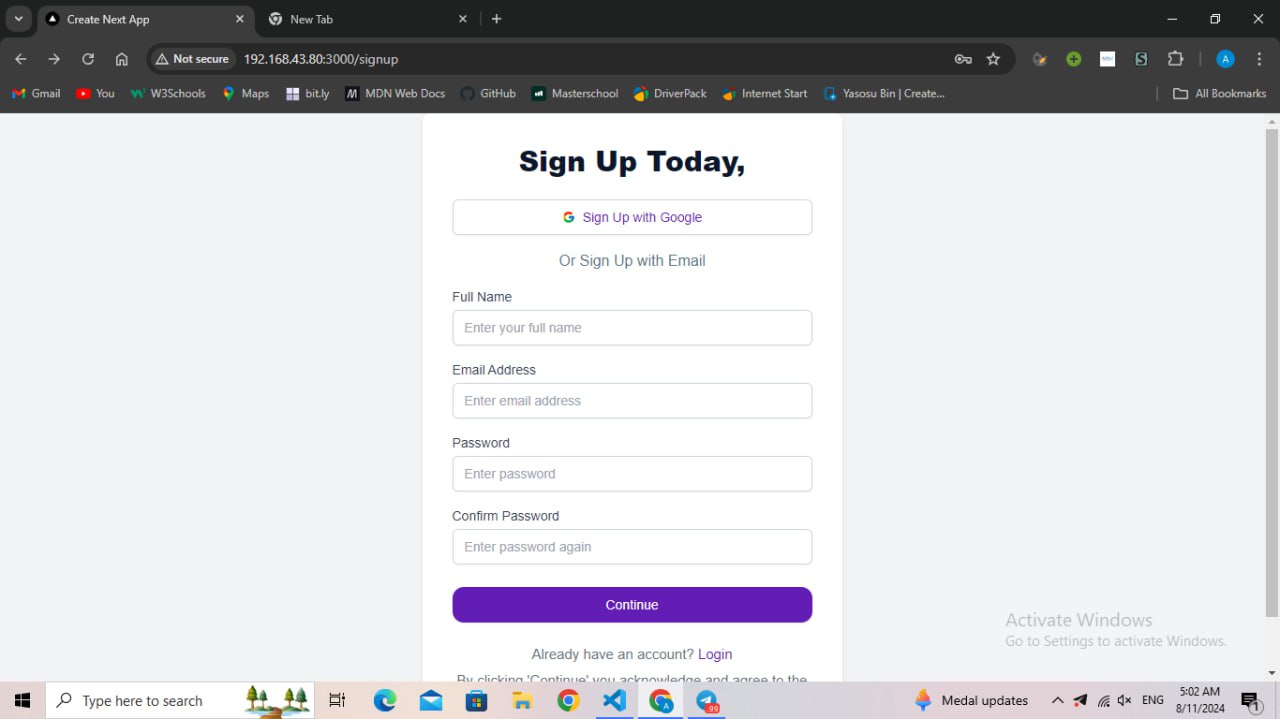 Create Next App
New Tab
Not secure
192.168.43.80:3000/signup
A
Gmail
You
W3Schools
Maps
bit.ly
MDN Web Docs
GitHub
Masterschool
DriverPack
Internet Start
Yasosu Bin | Create...
All Bookmarks
Sign Up Today,
Sign Up with Google
Or Sign Up with Email
Full Name
Enter your full name
Email Address
Enter email address
Password
Enter password
Confirm Password
Enter password again
Continue
Already have an account? Login
By clicking 'Continue' you acknowledge and agree to the
Activate Windows
Go to Settings to activate Windows.
Type here to search
99
Medal updates
ENG
5:02 AM
8/11/2024
1